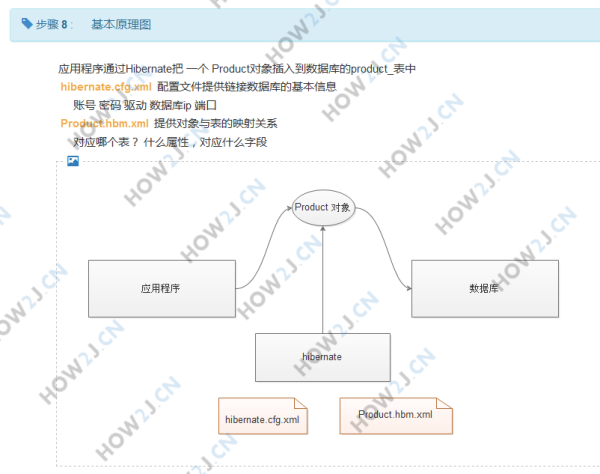 步骤 8 : 基本原理图
应用程序通过Hibernate把 一个 Product对象插入到数据库的product_表中
hibernate.cfg.xml 配置文件提供链接数据库的基本信息
账号 密码 驱动 数据库ip 端口
Product.hbm.xml 提供对象与表的映射关系
对应哪个表？ 什么属性，对应什么字段
Product 对象
应用程序
数据库
hibernate
hibernate.cfg.xml
Product.hbm.xml
HOW2J.CN
HOW2J.CN
HOW2J.CN
HOW2J.CN
HOW2J.CN
HOW2J.CN
HOW2J.CN
HOW2J.CN
HOW2J.CN
HOW2J.CN
HOW2J.CN
HOW2J.CN